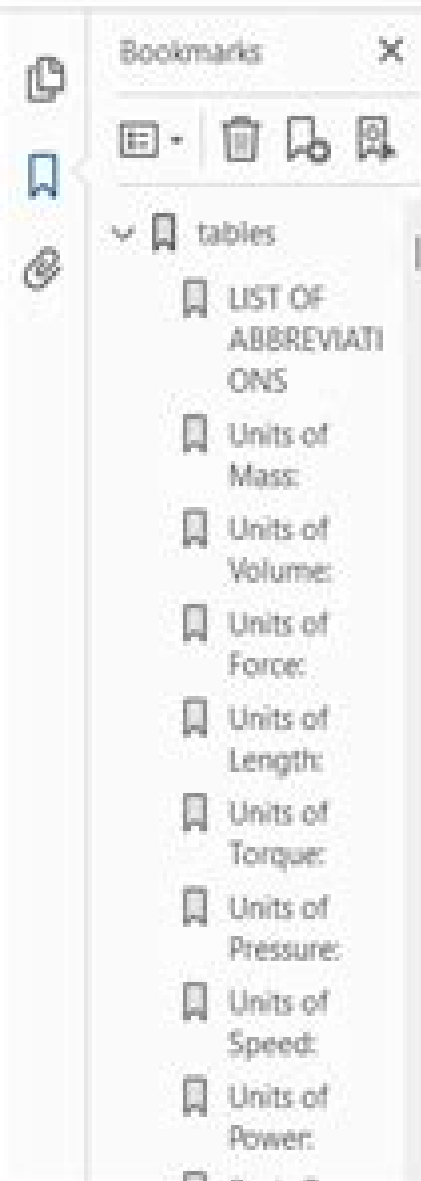 Bookmarks
tables
LIST OF
ABBREVIATI
ONS
Units of
Mass:
Units of
Volume:
Units of
Force:
Units of
Length:
Units of
Torque:
Units of
Pressure:
Units of
Speed:
Units of
Power: